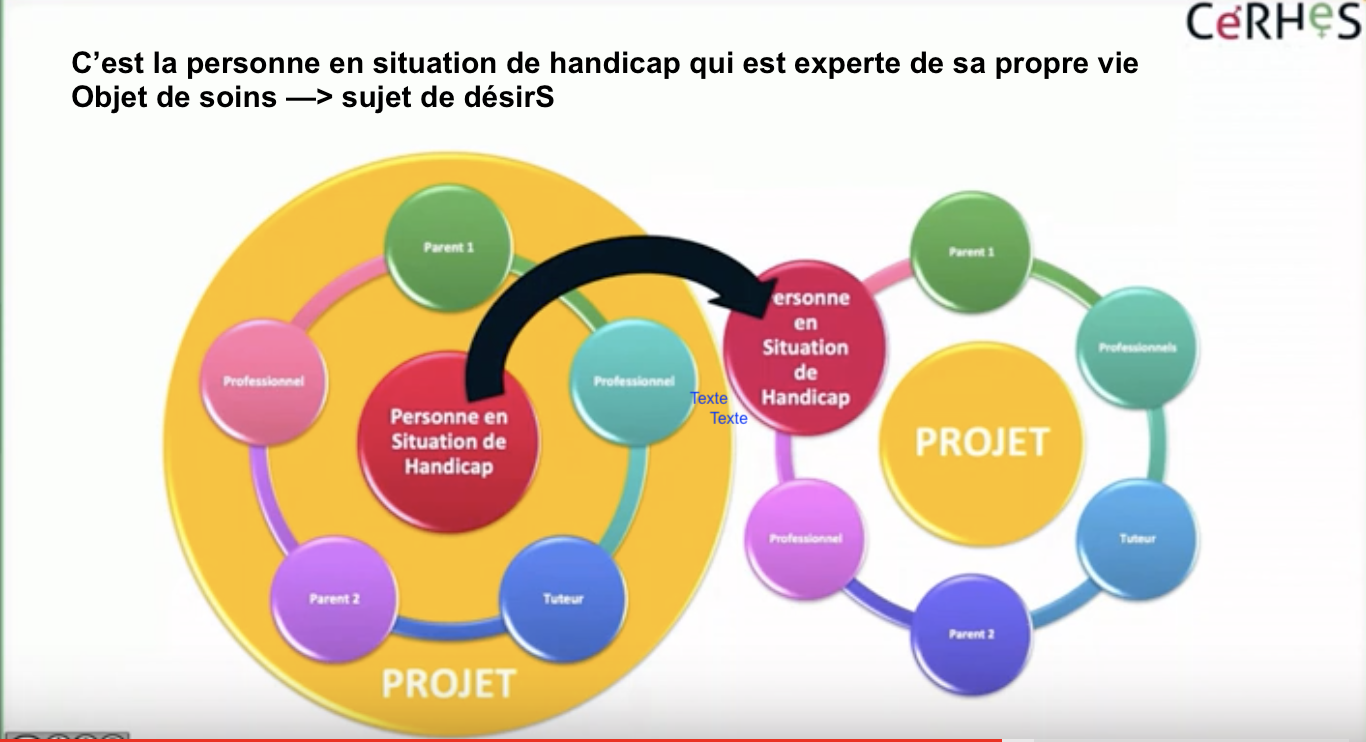 CeRHeS
C’est la personne en situation de handicap qui est experte de sa propre vie
Objet de soins —> sujet de désirS
Parent 1
Professionnel
Professionnel
Personne en
Situation de
Handicap
Parent 2
Tuteur
PROJET
Texte
Texte
ersonne
en
Situation
de
Handicap
Parent 1
Professionnels
PROJET
Professionnel
Tuteur
Parent 2